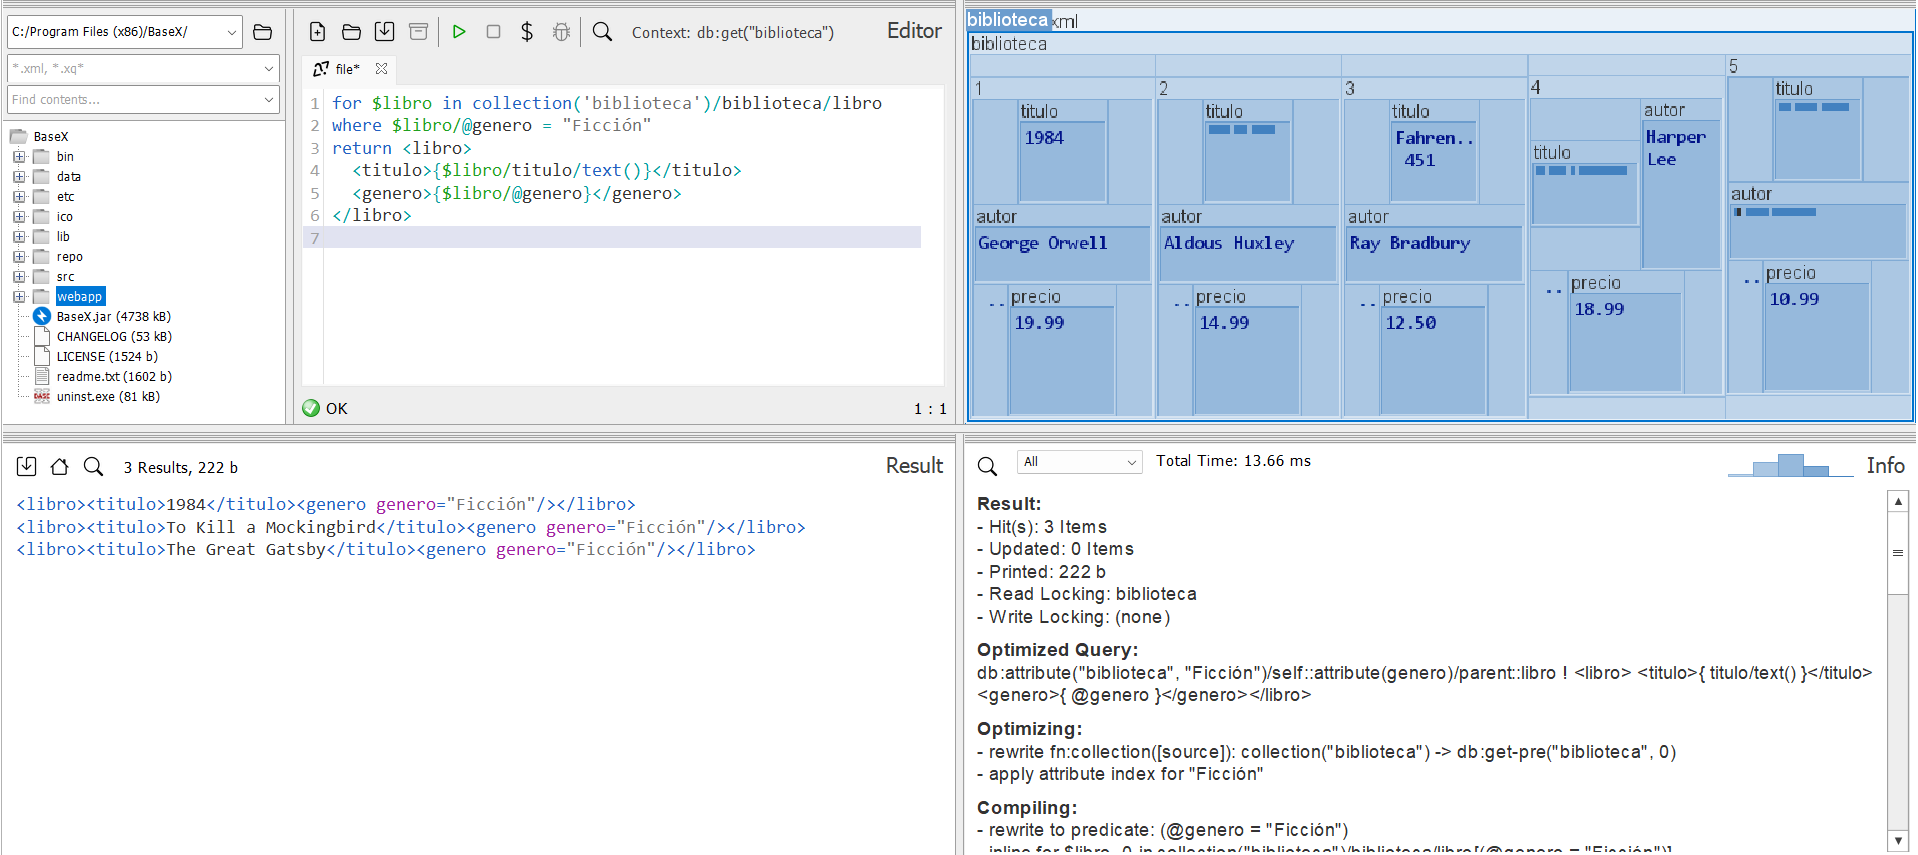 C:/Program Files (x86)/BaseX/
*.xml, *.xq*
Find contents...
BaseX
bin
data
etc
ico
lib
repo
src
webapp
BaseX.jar (4738 kB)
CHANGELOG (53 kB)
LICENSE (1524 b)
readme.txt (1602 b)
uninst.exe (81 kB)
Context: db:get("biblioteca")
Editor
file*
1 for $libro in collection('biblioteca')/biblioteca/libro
2 where $libro/@genero = "Ficción"
3 return <libro>
4 <titulo>{$libro/titulo/text()}</titulo>
5 <genero>{$libro/@genero}</genero>
6 </libro>
7
OK
1 : 1
biblioteca xml
biblioteca
1
titulo
1984
autor
George Orwell
.. precio
19.99
2
titulo
autor
Aldous Huxley
.. precio
14.99
3
titulo
Fahren..
451
autor
Ray Bradbury
.. precio
12.50
4
titulo
autor
Harper
Lee
.. precio
18.99
5
titulo
autor
.. precio
10.99
3 Results, 222 b
Result
<libro><titulo>1984</titulo><genero genero="Ficción"/></libro>
<libro><titulo>To Kill a Mockingbird</titulo><genero genero="Ficción"/></libro>
<libro><titulo>The Great Gatsby</titulo><genero genero="Ficción"/></libro>
All
Total Time: 13.66 ms
Info
Result:
- Hit(s): 3 Items
- Updated: 0 Items
- Printed: 222 b
- Read Locking: biblioteca
- Write Locking: (none)
Optimized Query:
db:attribute("biblioteca", "Ficción")/self::attribute(genero)/parent::libro ! <libro> <titulo>{ titulo/text() }</titulo>
<genero>{ @genero }</genero></libro>
Optimizing:
- rewrite fn:collection([source]): collection("biblioteca") -> db:get-pre("biblioteca", 0)
- apply attribute index for "Ficción"
Compiling:
- rewrite to predicate: (@genero = "Ficción")
- inline for $libro_0 in collection("biblioteca")/biblioteca/libro[(@genero = "Ficción")]